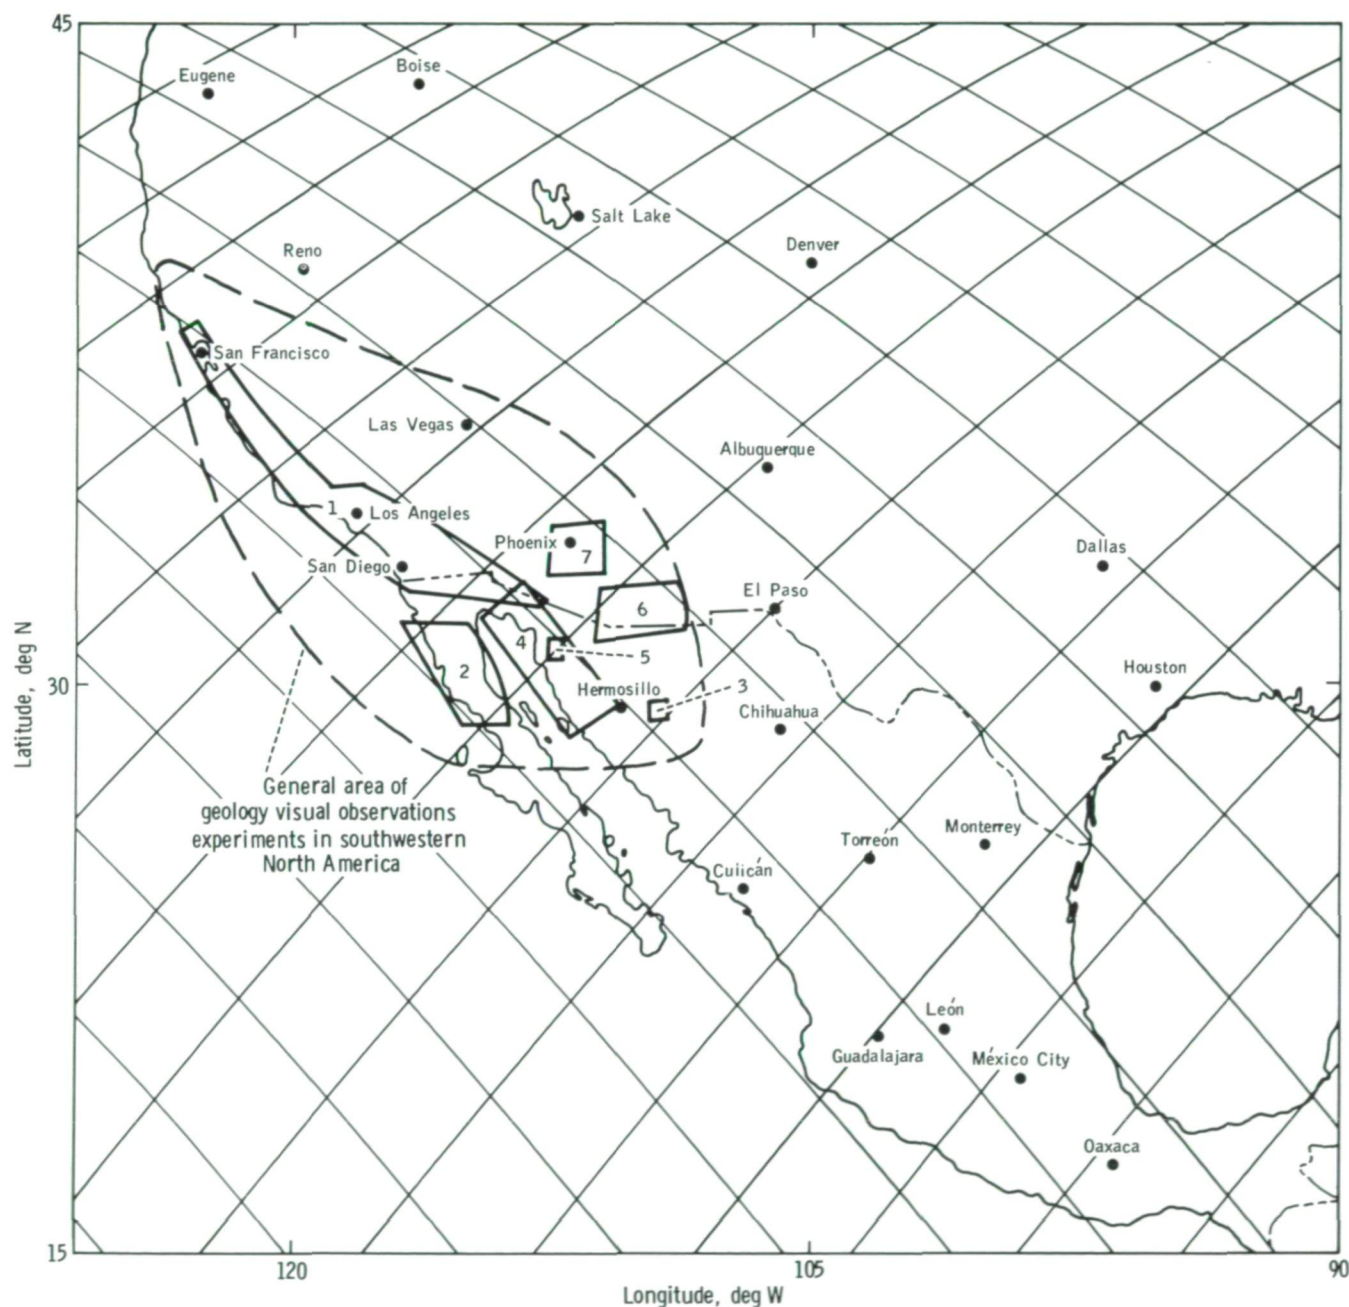 45
Eugene
Boise
Salt Lake
Reno
Denver
San Francisco
Las Vegas
Albuquerque
1
Los Angeles
Phoenix
7
Dallas
San Diego
El Paso
6
4
5
2
Houston
30
Hermosillo
3
Chihuahua
Latitude, deg N
General area of
geology visual observations
experiments in southwestern
North America
Monterrey
Torreón
Cuiicán
León
Guadalajara
México City
Oaxaca
15
120
105
90
Longitude, deg W